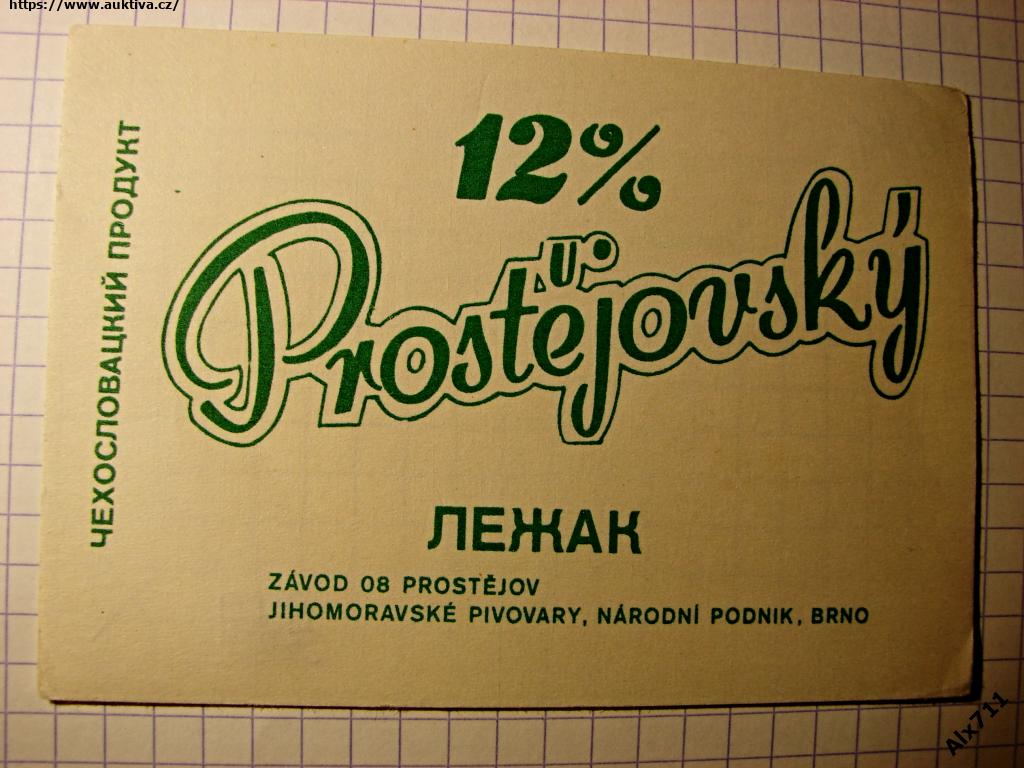 https://www.auktiva.cz/
12%
Prostějovský
ЧЕХОСЛОВАЦКИЙ ПРОДУКТ
ЛЕЖАК
ZÁVOD 08 PROSTĚJOV
JIHOMORAVSKÉ PIVOVARY, NÁRODNÍ PODNIK, BRNO
Alx711